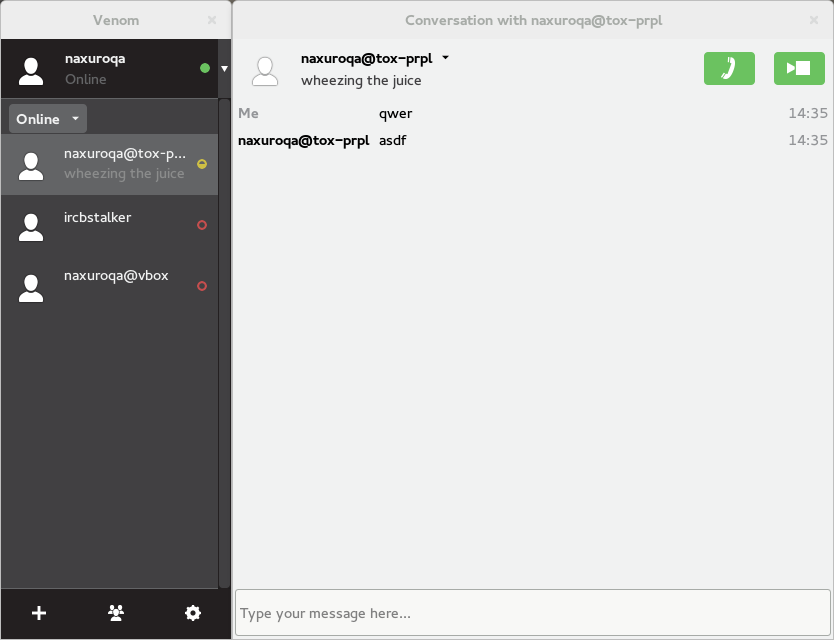 Venom
naxuroqa
Online
Online
naxuroqa@tox-p...
wheezing the juice
ircbstalker
naxuroqa@vbox
Conversation with naxuroqa@tox-prpl
naxuroqa@tox-prpl
wheezing the juice
Me qwer 14:35
naxuroqa@tox-prpl asdf 14:35
Type your message here...